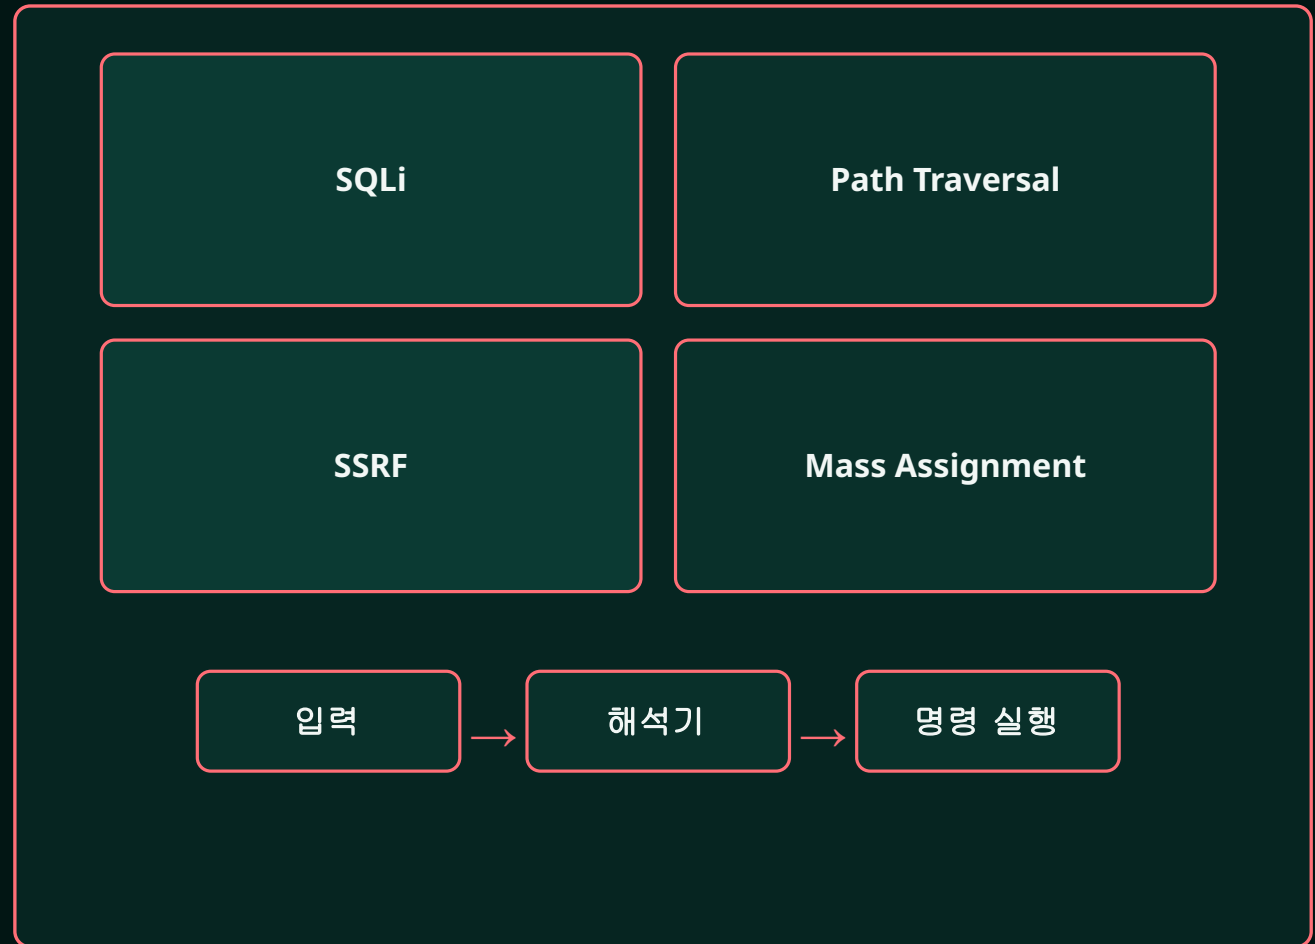 SQLi
Path Traversal
SSRF
Mass Assignment
입력 → 해석기 → 명령 실행